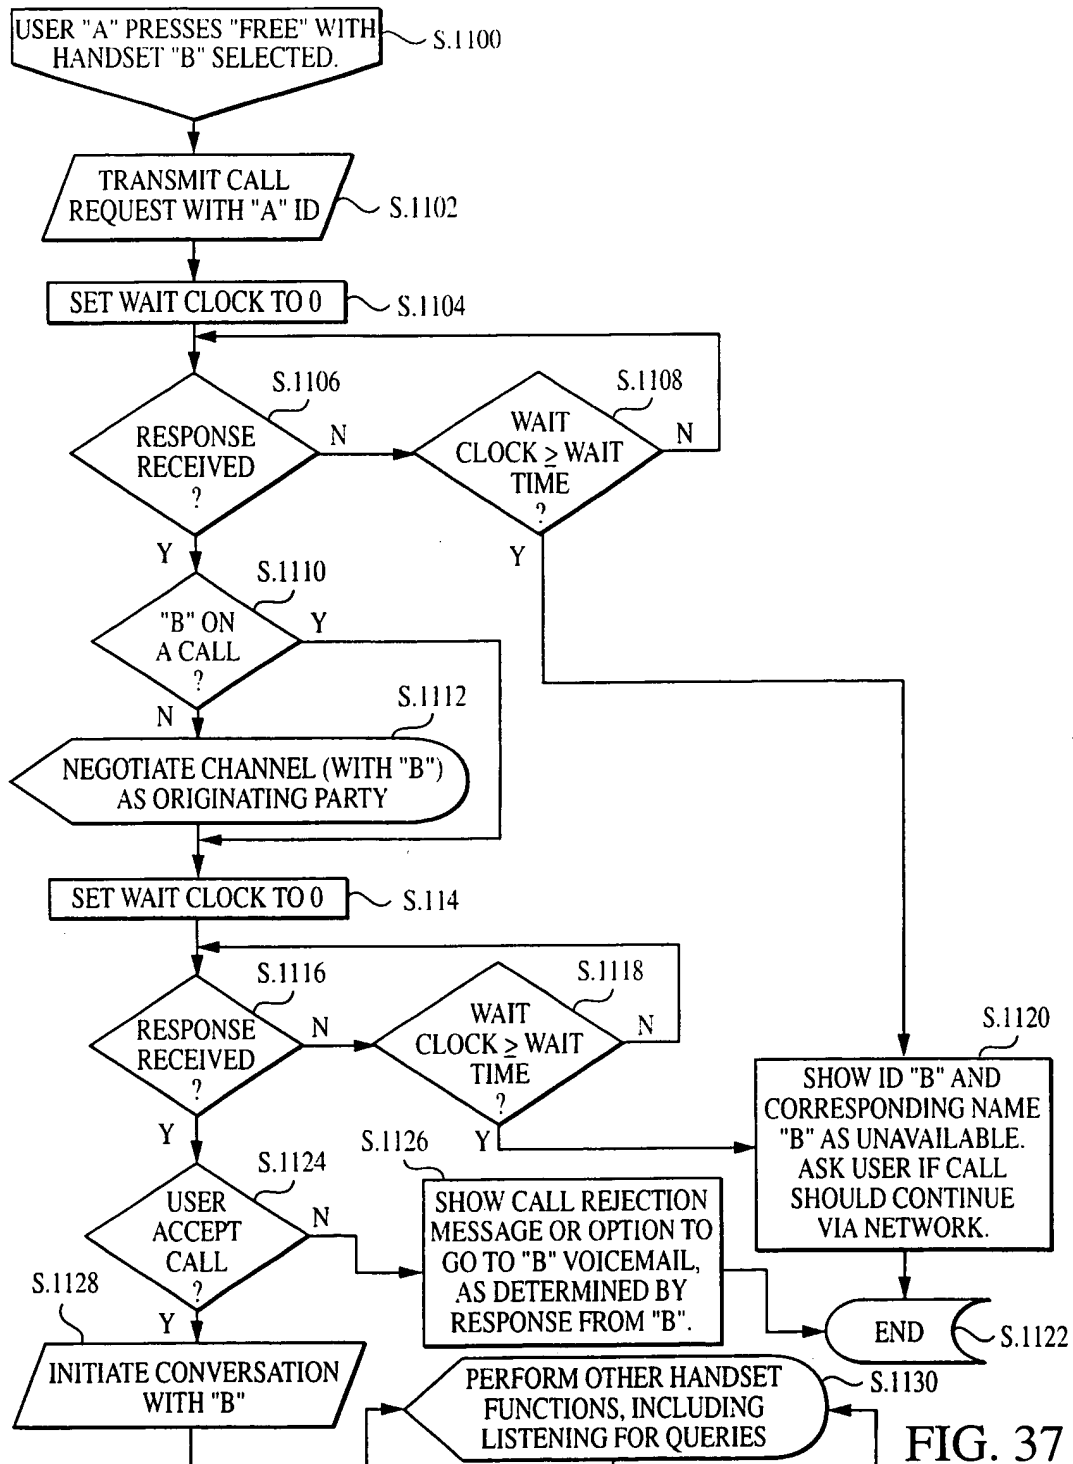 USER "A" PRESSES "FREE" WITH
HANDSET "B" SELECTED.
S.1100
TRANSMIT CALL
REQUEST WITH "A" ID
S.1102
SET WAIT CLOCK TO 0
S.1104
S.1106
RESPONSE
RECEIVED
?
N
Y
S.1108
WAIT
CLOCK ≥ WAIT
TIME
?
N
Y
S.1110
"B" ON
A CALL
?
Y
N
S.1112
NEGOTIATE CHANNEL (WITH "B")
AS ORIGINATING PARTY
SET WAIT CLOCK TO 0
S.114
S.1116
RESPONSE
RECEIVED
?
N
Y
S.1118
WAIT
CLOCK ≥ WAIT
TIME
?
N
Y
S.1120
SHOW ID "B" AND
CORRESPONDING NAME
"B" AS UNAVAILABLE.
ASK USER IF CALL
SHOULD CONTINUE
VIA NETWORK.
S.1124
USER
ACCEPT
CALL
?
N
Y
S.1126
SHOW CALL REJECTION
MESSAGE OR OPTION TO
GO TO "B" VOICEMAIL,
AS DETERMINED BY
RESPONSE FROM "B".
END
S.1122
S.1128
INITIATE CONVERSATION
WITH "B"
PERFORM OTHER HANDSET
FUNCTIONS, INCLUDING
LISTENING FOR QUERIES
S.1130
FIG. 37